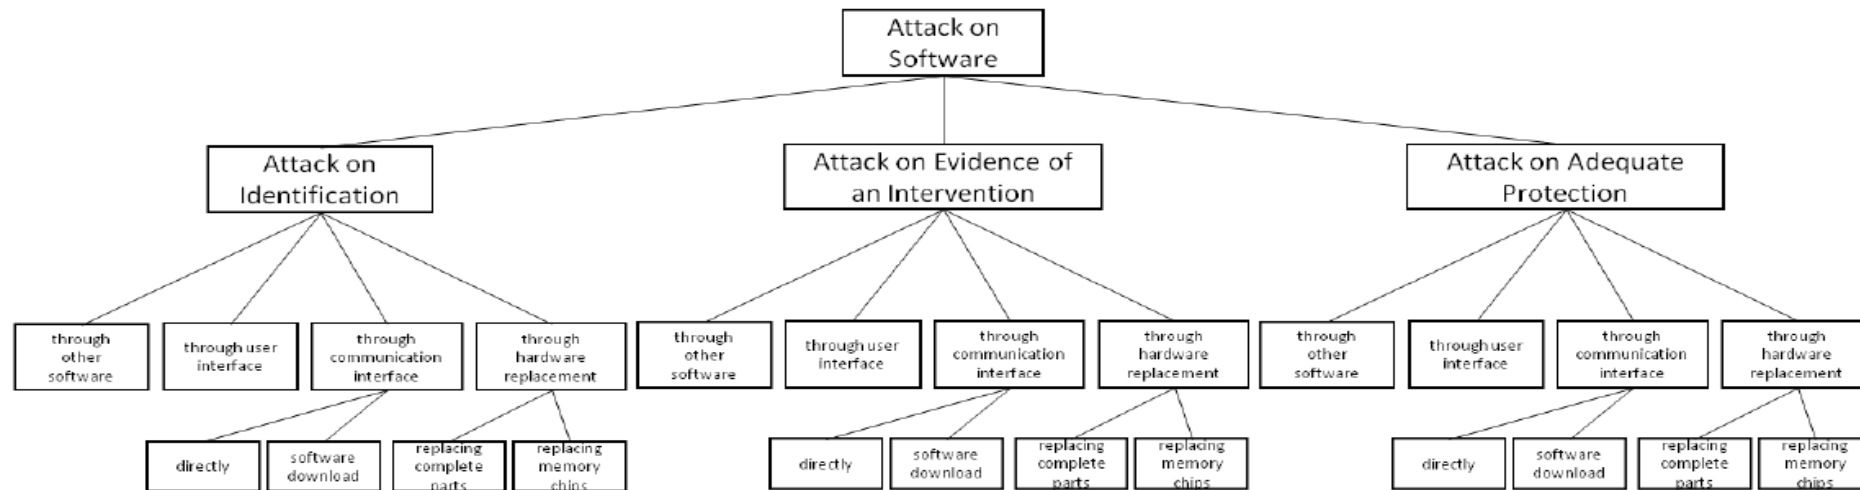 Attack on
Software
Attack on
Identification
Attack on Evidence of
an Intervention
Attack on Adequate
Protection
through
other
software
through user
interface
through
communication
interface
through
hardware
replacement
through
other
software
through user
interface
through
communication
interface
through
hardware
replacement
through
other
software
through user
interface
through
communication
interface
through
hardware
replacement
directly
software
download
replacing
complete
parts
replacing
memory
chips
directly
software
download
replacing
complete
parts
replacing
memory
chips
directly
software
download
replacing
complete
parts
replacing
memory
chips